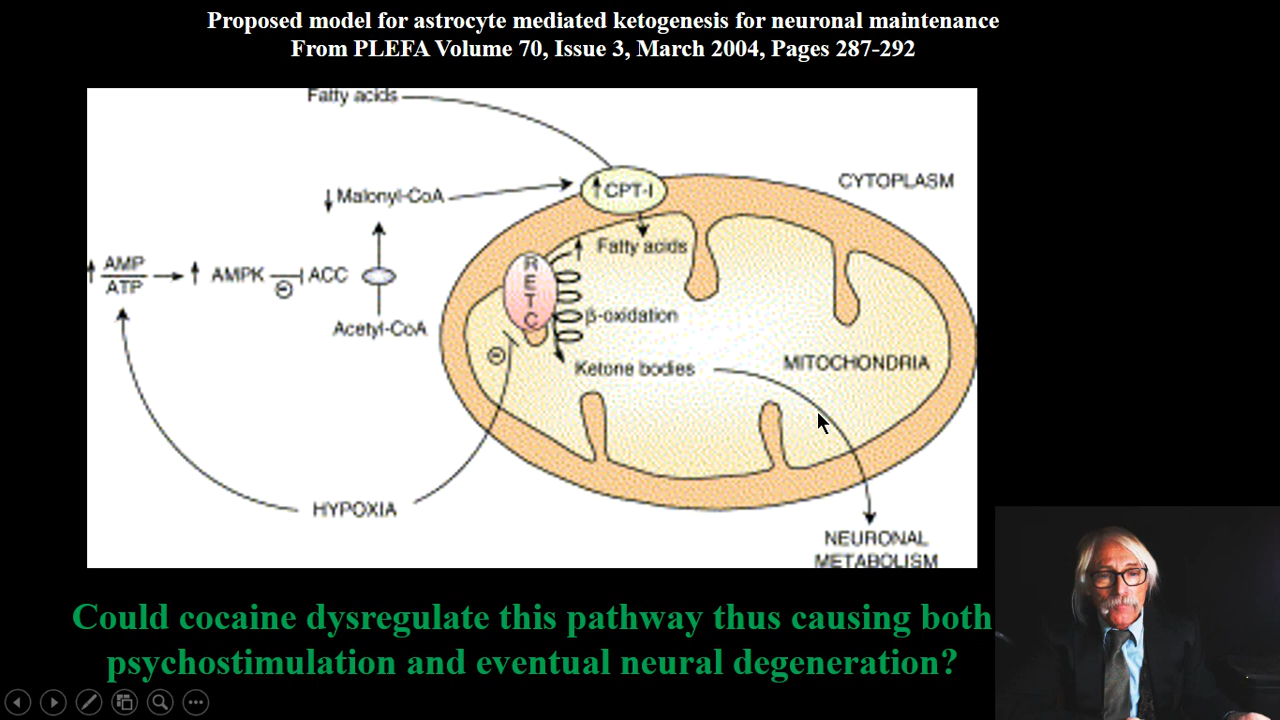 Proposed model for astrocyte mediated ketogenesis for neuronal maintenance
From PLEFA Volume 70, Issue 3, March 2004, Pages 287-292
Fatty acids
CYTOPLASM
↑ CPT-I
↓ Malonyl-CoA
Fatty acids
↑ AMP
ATP
↑ AMPK
⊖
ACC
R
E
T
C
β-oxidation
Acetyl-CoA
⊖
Ketone bodies
MITOCHONDRIA
HYPOXIA
NEURONAL
METABOLISM
Could cocaine dysregulate this pathway thus causing both
psychostimulation and eventual neural degeneration?